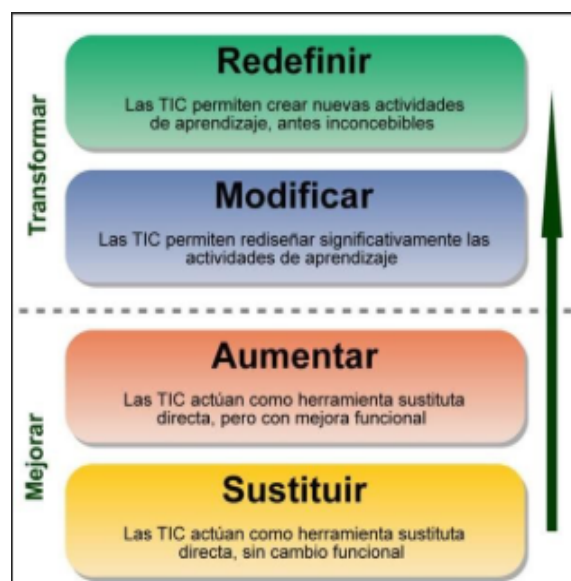 Transformar
Redefinir
Las TIC permiten crear nuevas actividades
de aprendizaje, antes inconcebibles
Modificar
Las TIC permiten rediseñar significativamente las
actividades de aprendizaje
Mejorar
Aumentar
Las TIC actúan como herramienta sustituta
directa, pero con mejora funcional
Sustituir
Las TIC actúan como herramienta sustituta
directa, sin cambio funcional